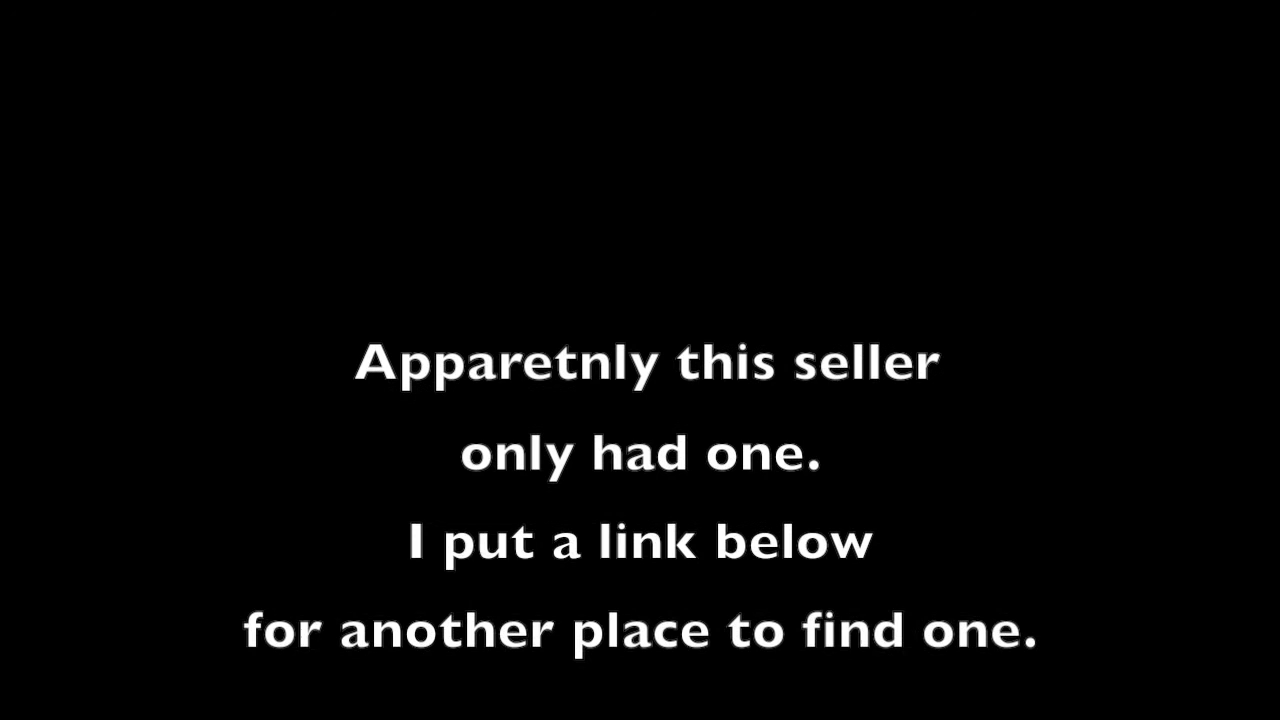 Apparetnly this seller
only had one.
I put a link below
for another place to find one.